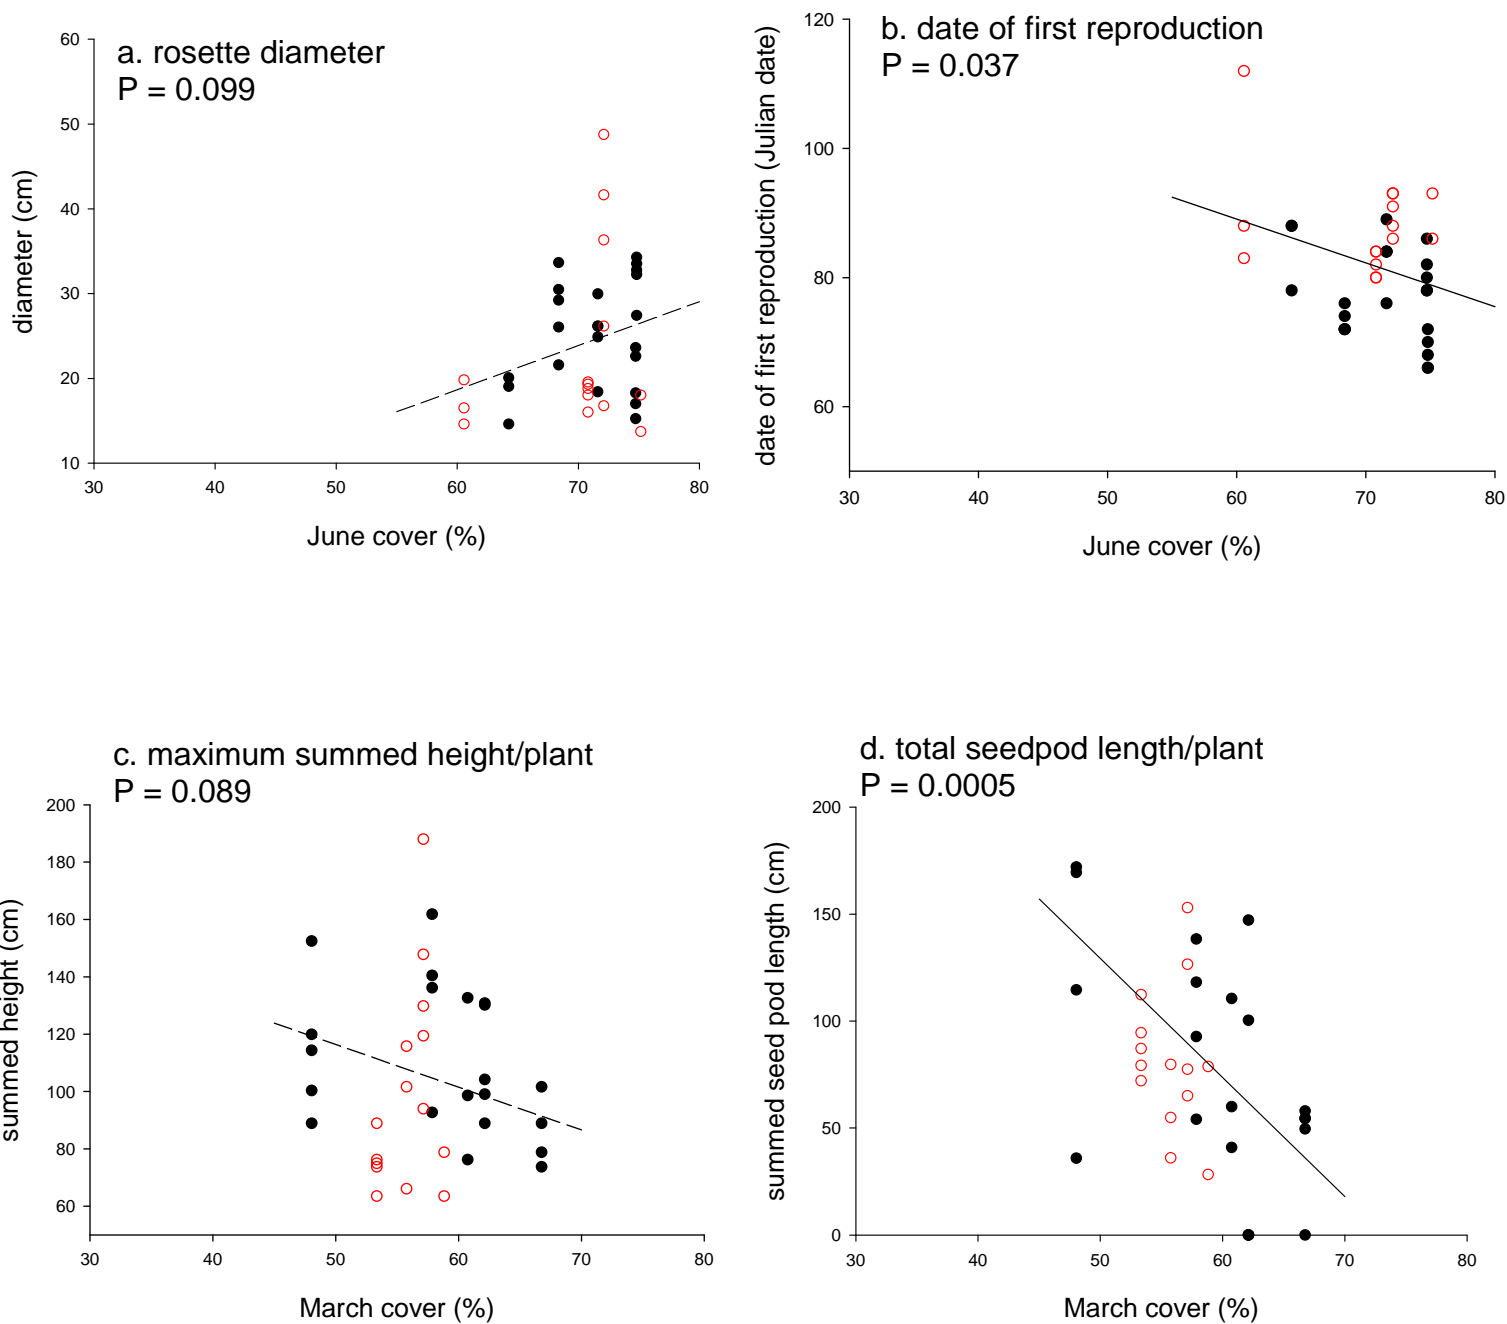 a. rosette diameter
P = 0.099
60
50
40
30
20
10
diameter (cm)
30 40 50 60 70 80
June cover (%)
b. date of first reproduction
P = 0.037
120
100
80
60
date of first reproduction (Julian date)
30 40 50 60 70 80
June cover (%)
c. maximum summed height/plant
P = 0.089
200
180
160
140
120
100
80
60
summed height (cm)
30 40 50 60 70 80
March cover (%)
d. total seedpod length/plant
P = 0.0005
200
150
100
50
0
summed seed pod length (cm)
30 40 50 60 70 80
March cover (%)